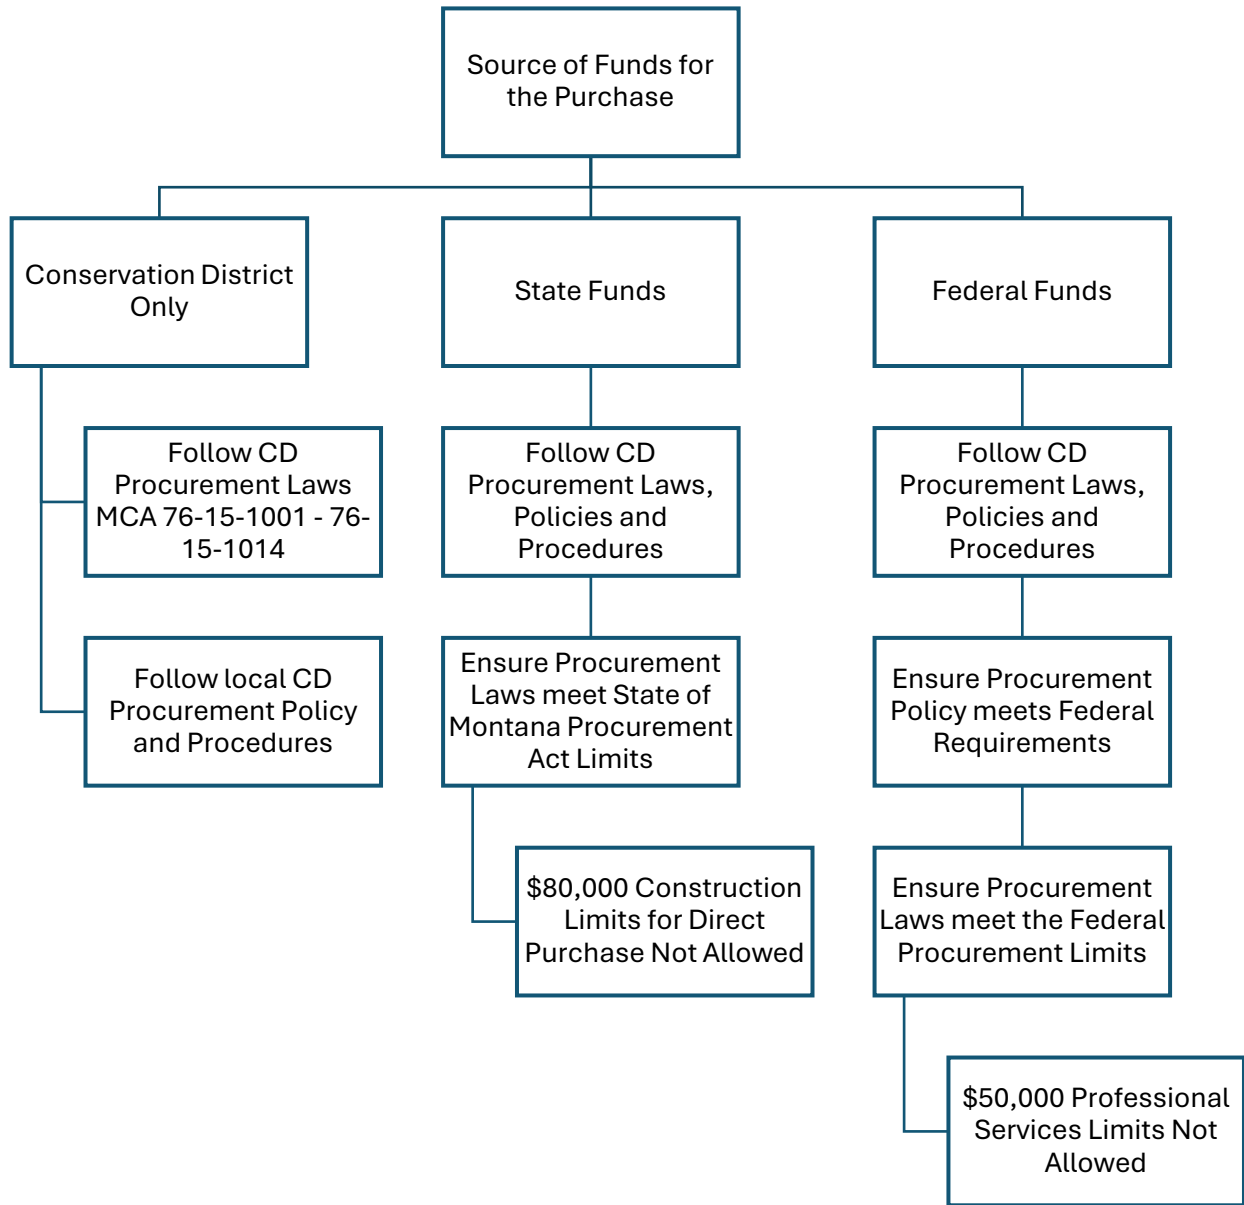 Source of Funds for
the Purchase
Conservation District
Only
State Funds
Federal Funds
Follow CD
Procurement Laws
MCA 76-15-1001 - 76-
15-1014
Follow CD
Procurement Laws,
Policies and
Procedures
Follow CD
Procurement Laws,
Policies and
Procedures
Follow local CD
Procurement Policy
and Procedures
Ensure Procurement
Laws meet State of
Montana Procurement
Act Limits
Ensure Procurement
Policy meets Federal
Requirements
$80,000 Construction
Limits for Direct
Purchase Not Allowed
Ensure Procurement
Laws meet the Federal
Procurement Limits
$50,000 Professional
Services Limits Not
Allowed